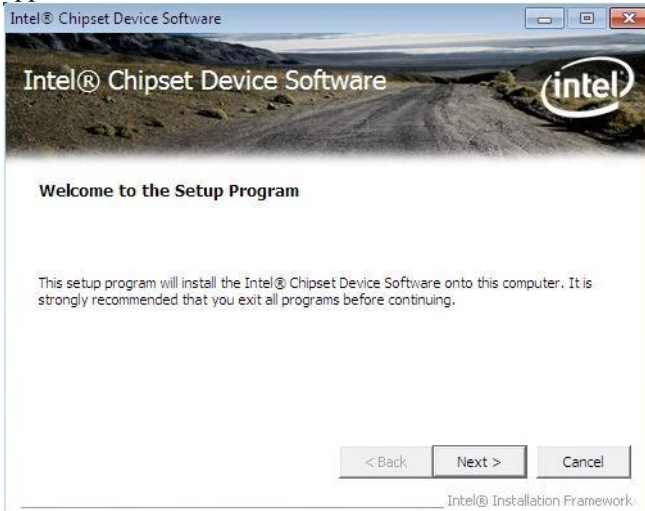 Intel® Chipset Device Software
Intel® Chipset Device Software
intel
Welcome to the Setup Program
This setup program will install the Intel® Chipset Device Software onto this computer. It is
strongly recommended that you exit all programs before continuing.
< Back Next > Cancel
Intel® Installation Framework